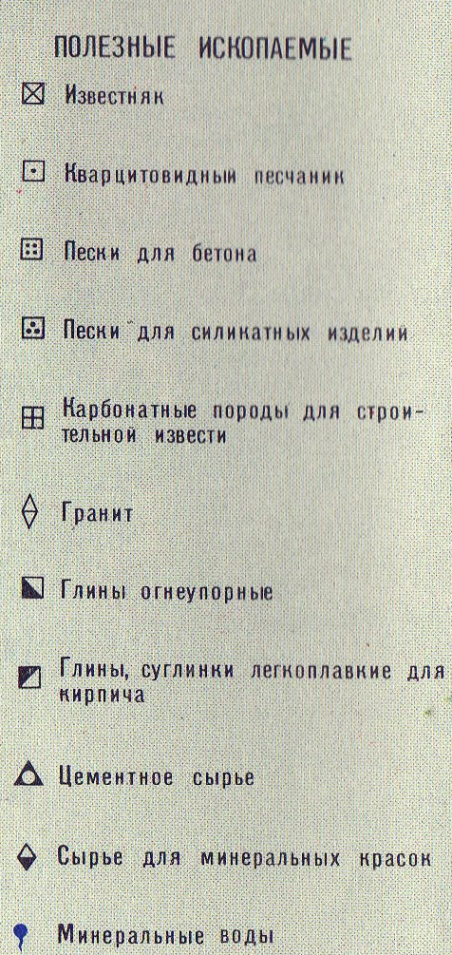 ПОЛЕЗНЫЕ ИСКОПАЕМЫЕ
Известняк
Кварцитовидный песчаник
Пески для бетона
Пески для силикатных изделий
Карбонатные породы для строи-
тельной извести
Гранит
Глины огнеупорные
Глины, суглинки легкоплавкие для
кирпича
Цементное сырье
Сырье для минеральных красок
Минеральные воды